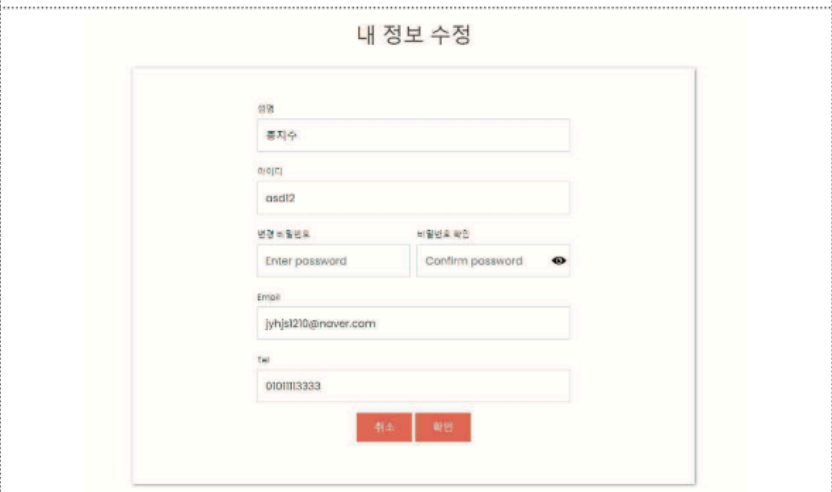 내 정보 수정
성명
홍지수
아이디
asd12
변경 비밀번호 비밀번호 확인
Enter password Confirm password
Email
jyhjs1210@naver.com
Tel
01011113333
취소 확인